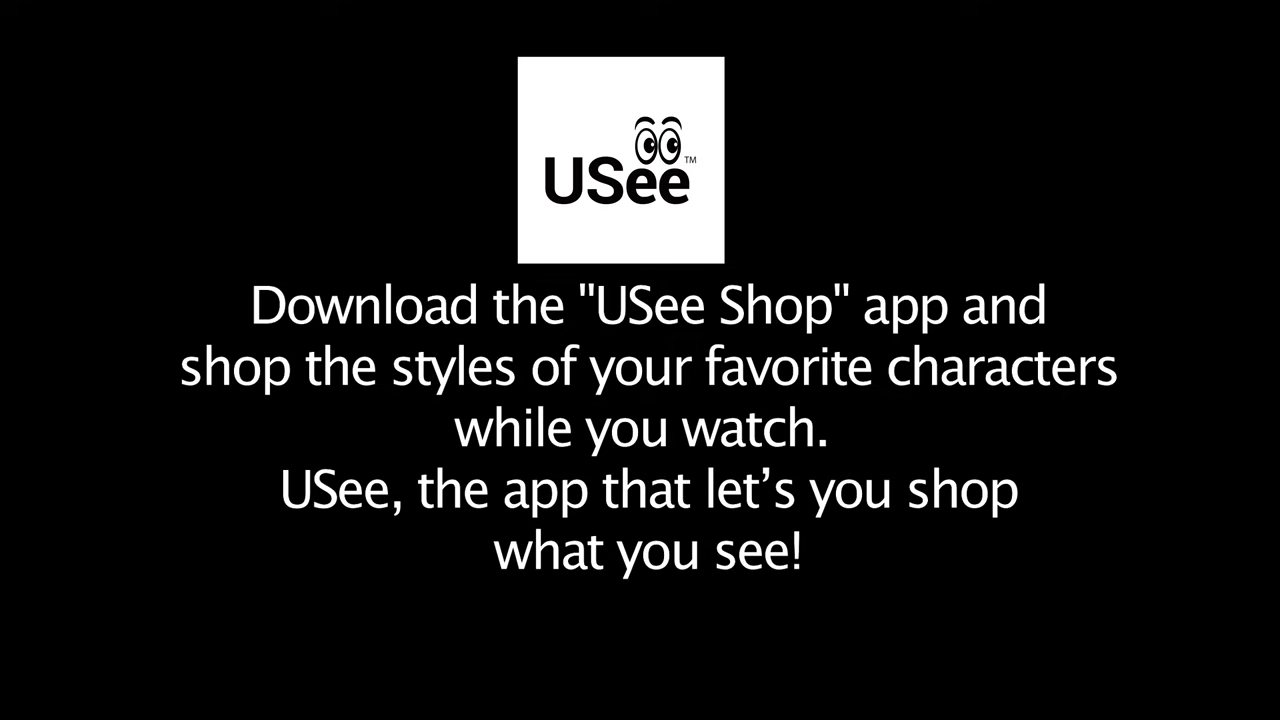 USee™
Download the "USee Shop" app and
shop the styles of your favorite characters
while you watch.
USee, the app that let’s you shop
what you see!